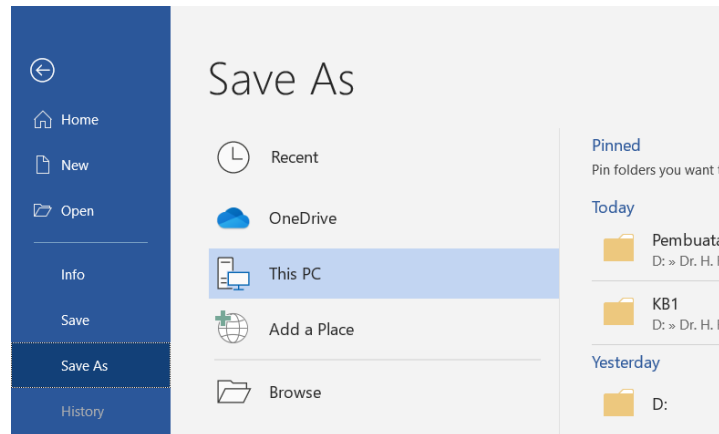 Save As
Home
New
Open
Info
Save
Save As
History
Recent
OneDrive
This PC
Add a Place
Browse
Pinned
Pin folders you want
Today
D: » Dr. H.
KB1
D: » Dr. H.
Yesterday
D: